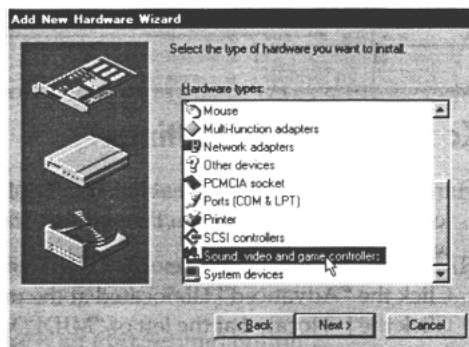 Add New Hardware Wizard
Select the type of hardware you want to install.
Hardware types:
Mouse
Multi-function adapters
Network adapters
Other devices
PCMCIA socket
Ports (COM & LPT)
Printer
SCSI controllers
Sound, video and game controllers
System devices
< Back
Next >
Cancel